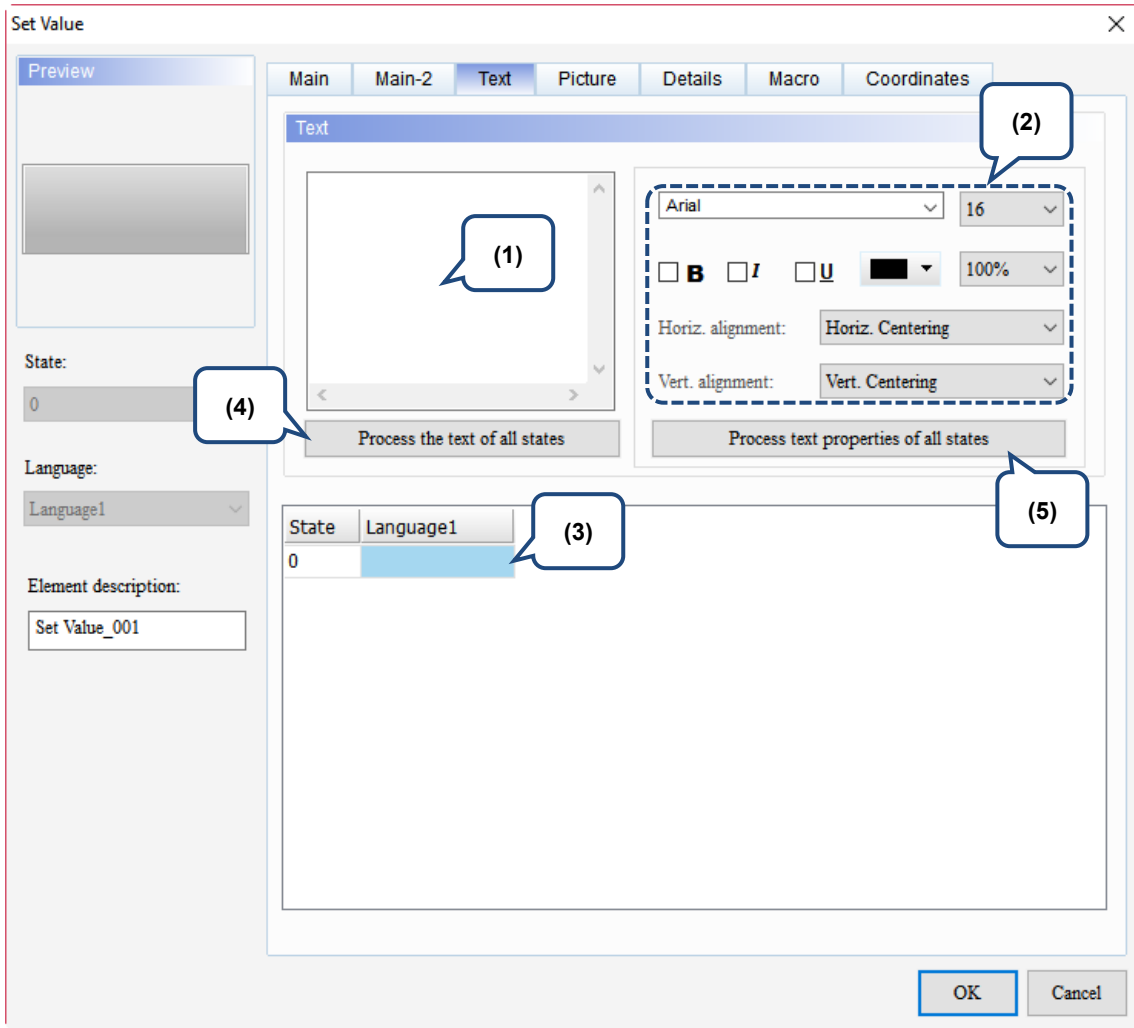 Set Value
Preview
Main Main-2 Text Picture Details Macro Coordinates
Text
(2)
Arial 16
(1)
B I U 100%
Horiz. alignment: Horiz. Centering
Vert. alignment: Vert. Centering
State:
0
(4)
Process the text of all states
Process text properties of all states
Language:
Language1
(5)
State Language1
(3)
0
Element description:
Set Value_001
OK Cancel